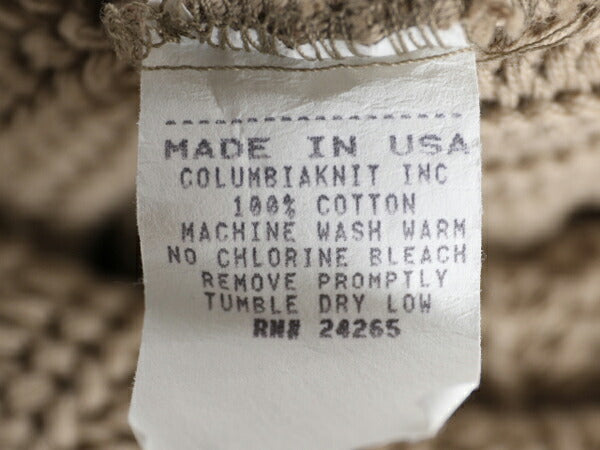 MADE IN USA
COLUMBIAKNIT INC
100% COTTON
MACHINE WASH WARM
NO CHLORINE BLEACH
REMOVE PROMPTLY
TUMBLE DRY LOW
RN# 24265